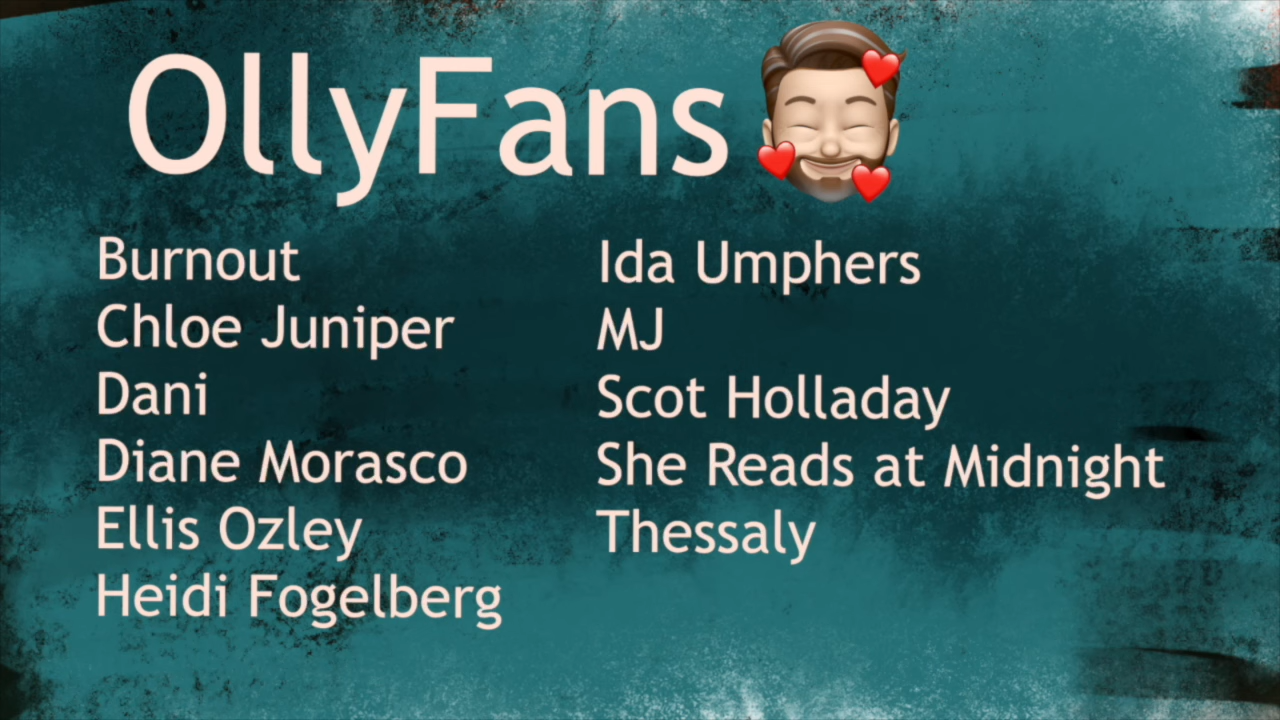 OllyFans
Burnout
Chloe Juniper
Dani
Diane Morasco
Ellis Ozley
Heidi Fogelberg
Ida Umphers
MJ
Scot Holladay
She Reads at Midnight
Thessaly